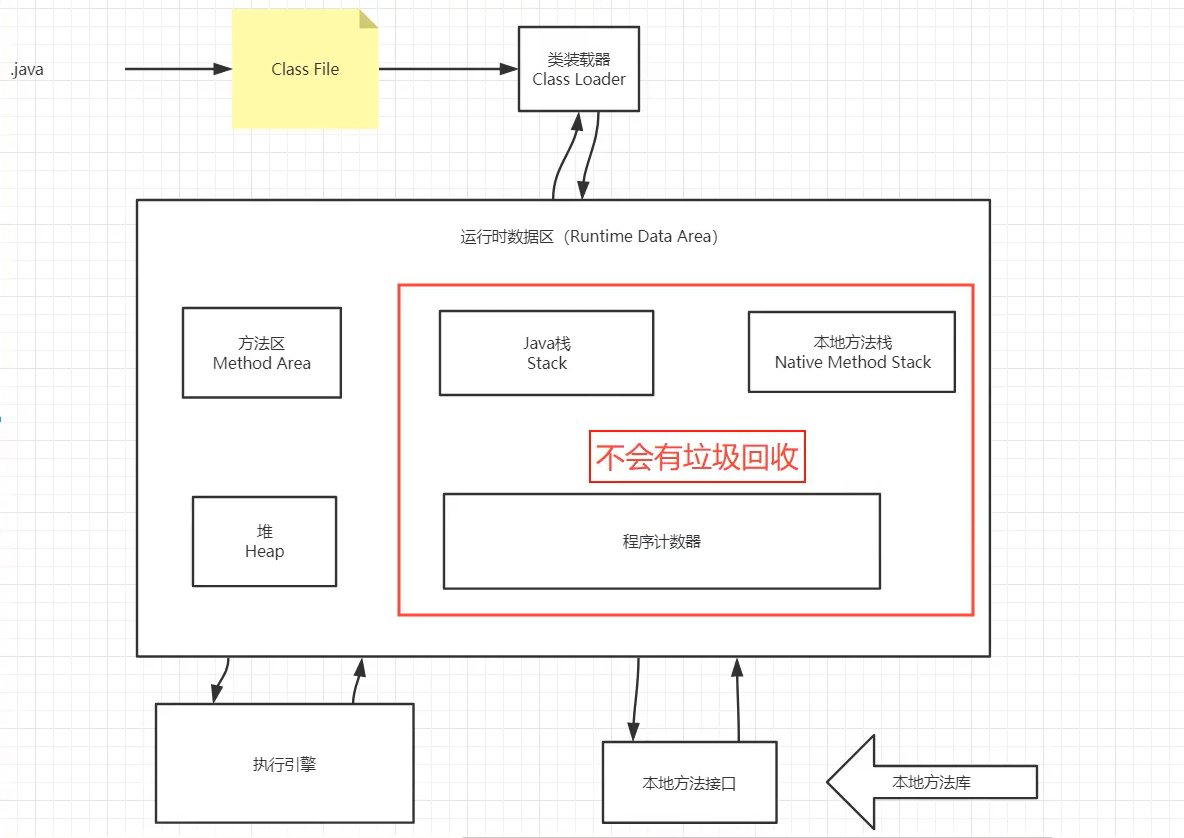 .java
Class File
类装载器
Class Loader
运行时数据区（Runtime Data Area）
方法区
Method Area
Java栈
Stack
本地方法栈
Native Method Stack
不会有垃圾回收
堆
Heap
程序计数器
执行引擎
本地方法接口
本地方法库